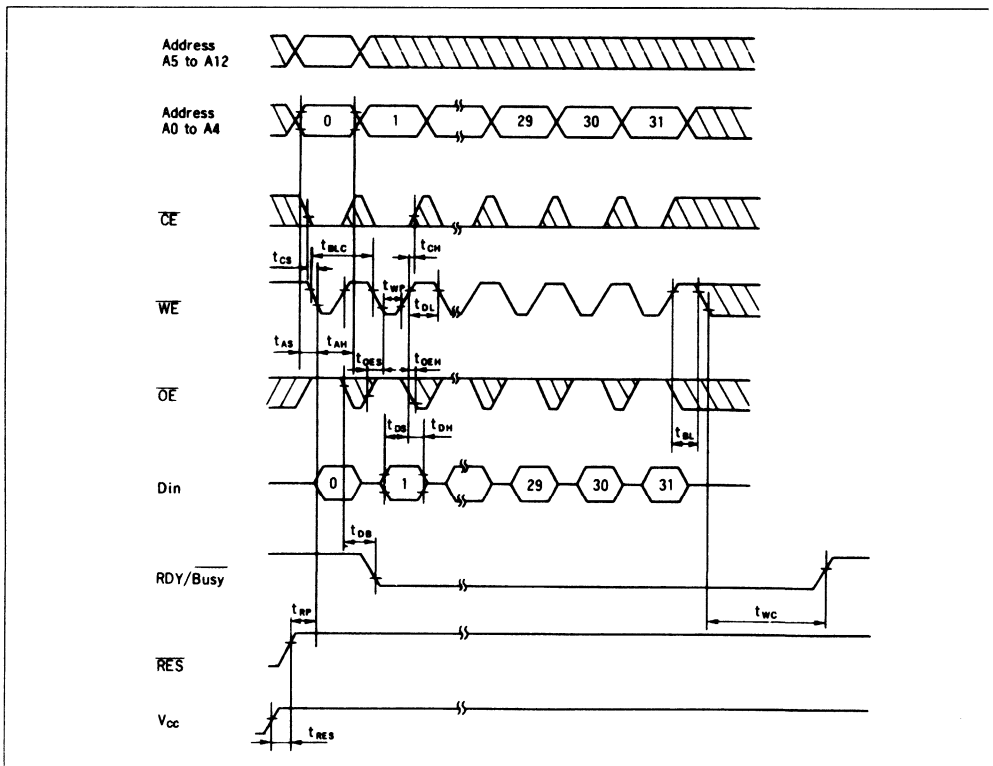 Address
A5 to A12
Address
A0 to A4
0 1 29 30 31
CE
tCS tBLC tCH
WE
tWP tDL
tAS tAH
tOES tOEH
OE
tDS tDH tBL
Din
0 1 29 30 31
tDB
RDY/Busy
tRP tWC
RES
Vcc
tRES